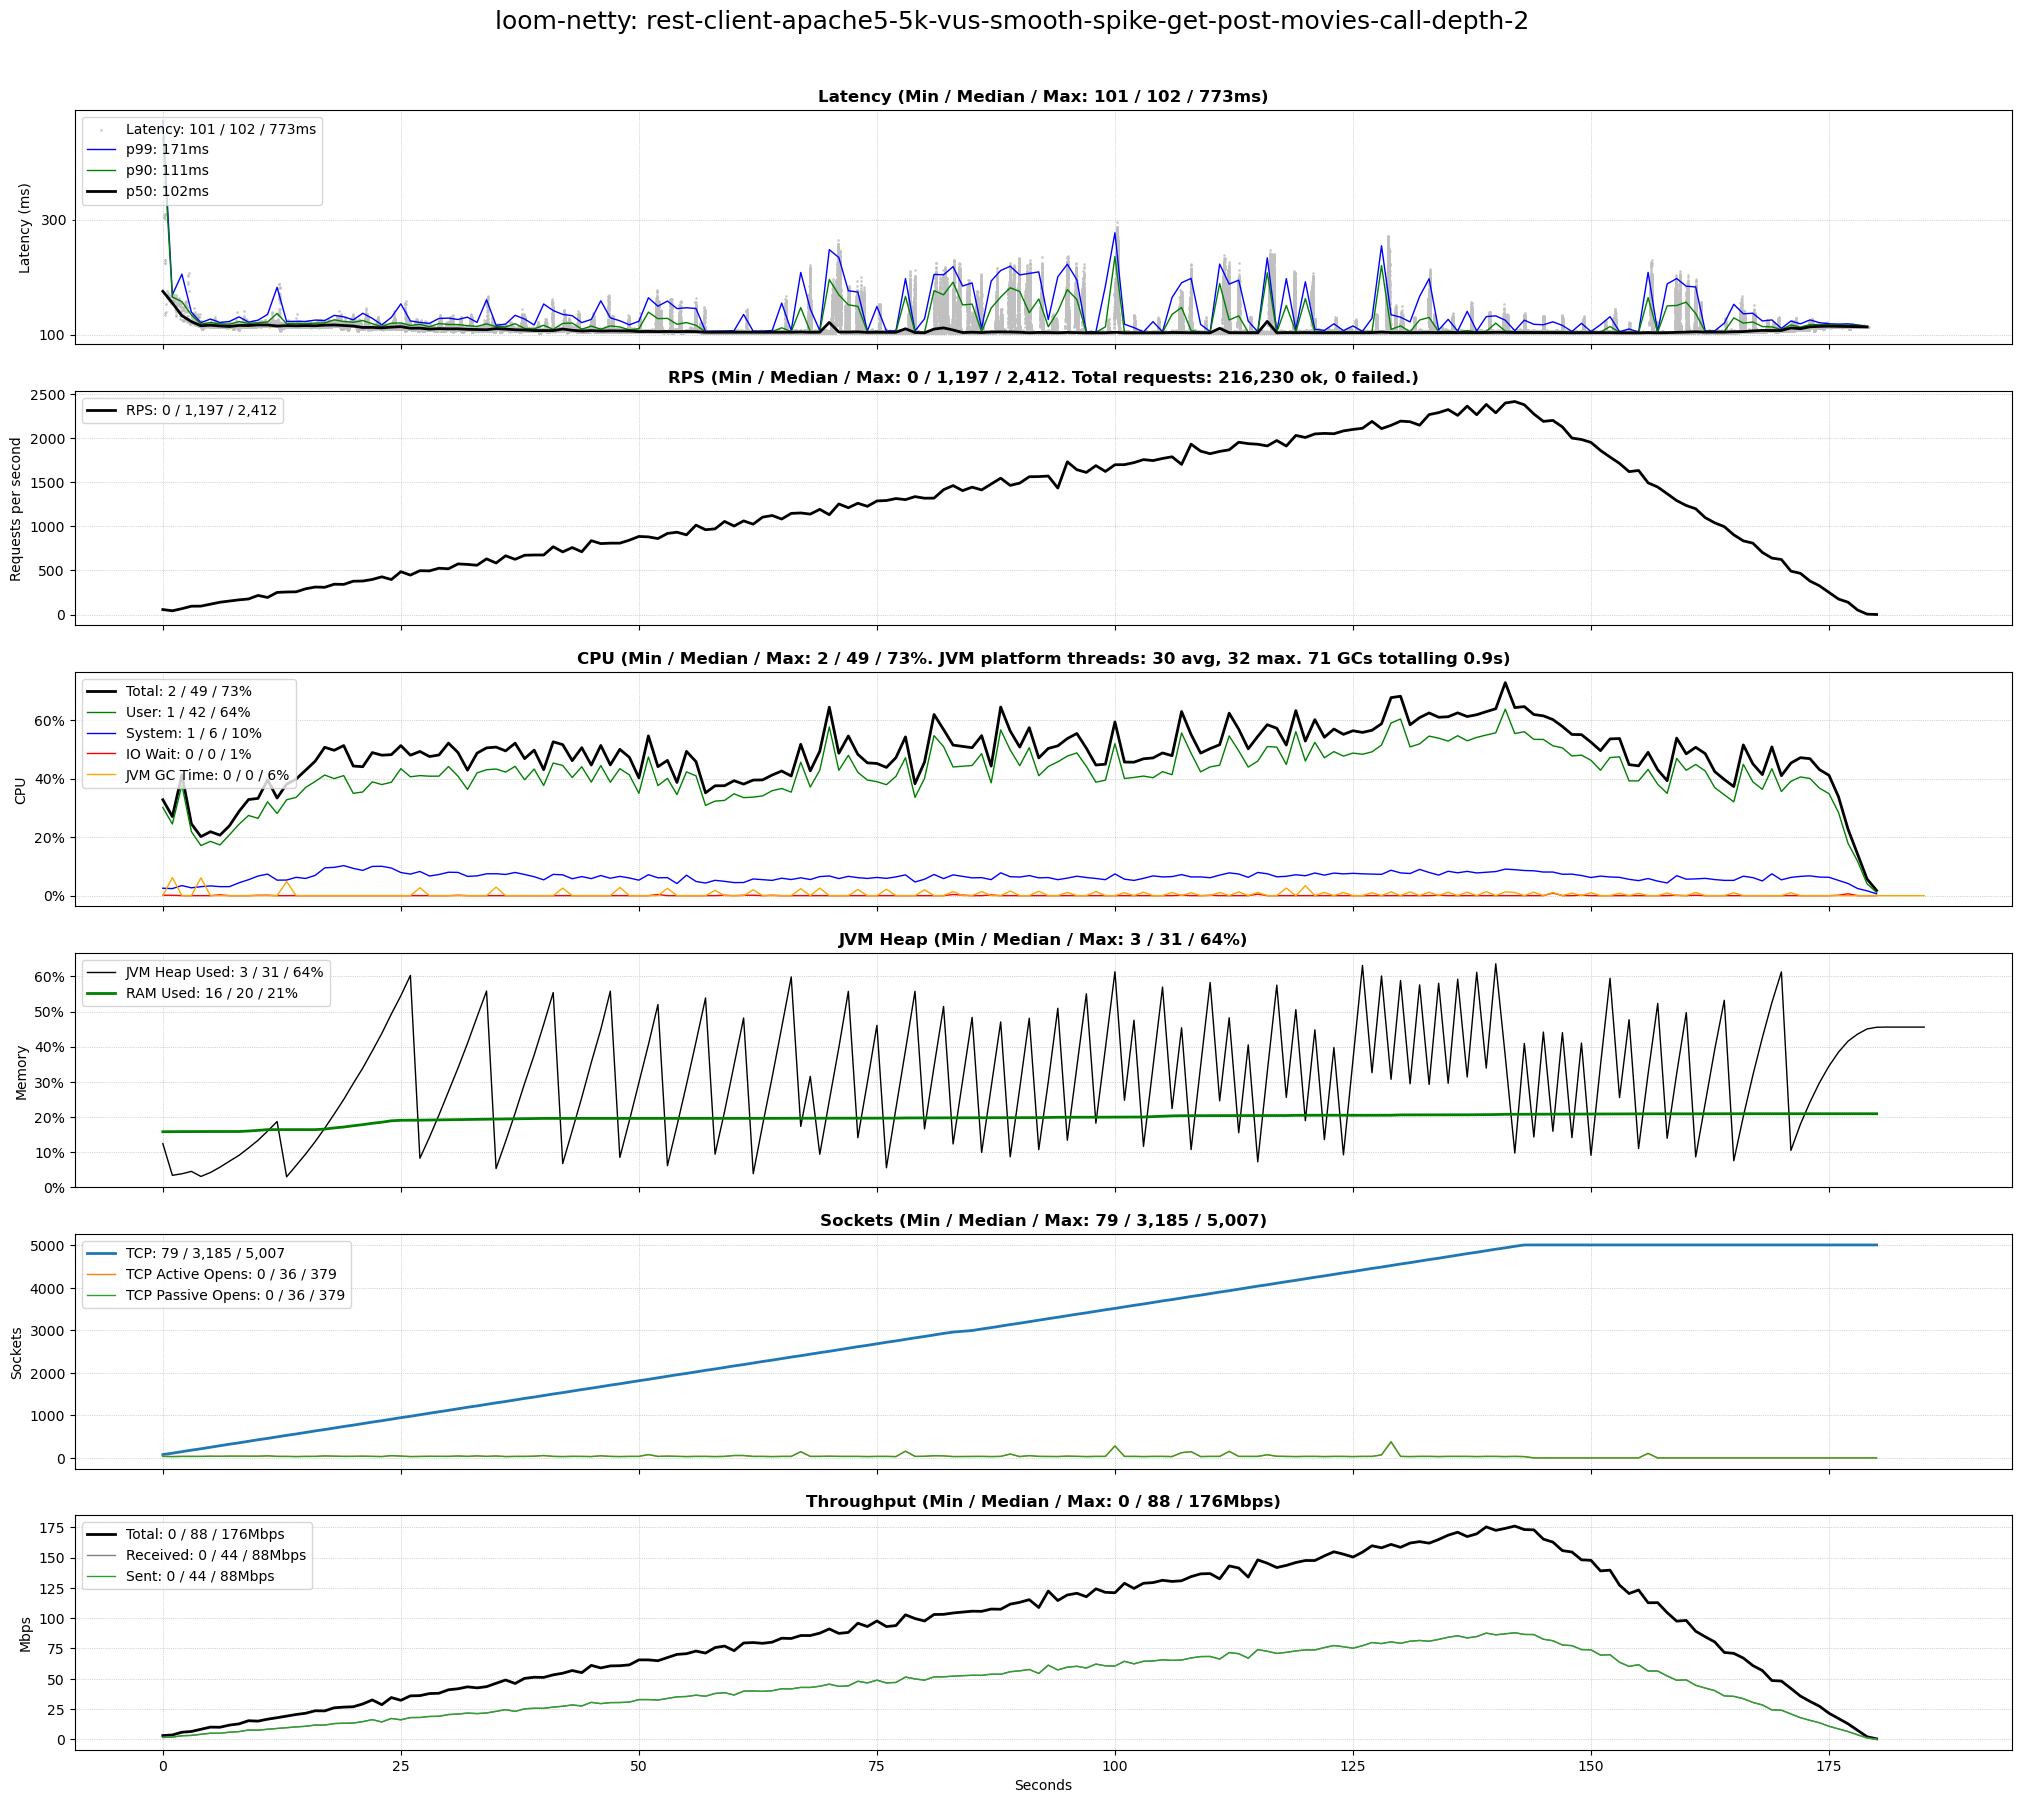 loom-netty: rest-client-apache5-5k-vus-smooth-spike-get-post-movies-call-depth-2
Latency (Min / Median / Max: 101 / 102 / 773ms)
Latency: 101 / 102 / 773ms
p99: 171ms
p90: 111ms
p50: 102ms
Latency (ms)
300
100
RPS (Min / Median / Max: 0 / 1,197 / 2,412. Total requests: 216,230 ok, 0 failed.)
RPS: 0 / 1,197 / 2,412
Requests per second
2500
2000
1500
1000
500
0
CPU (Min / Median / Max: 2 / 49 / 73%. JVM platform threads: 30 avg, 32 max. 71 GCs totalling 0.9s)
Total: 2 / 49 / 73%
User: 1 / 42 / 64%
System: 1 / 6 / 10%
IO Wait: 0 / 0 / 1%
JVM GC Time: 0 / 0 / 6%
CPU
60%
40%
20%
0%
JVM Heap (Min / Median / Max: 3 / 31 / 64%)
JVM Heap Used: 3 / 31 / 64%
RAM Used: 16 / 20 / 21%
Memory
60%
50%
40%
30%
20%
10%
0%
Sockets (Min / Median / Max: 79 / 3,185 / 5,007)
TCP: 79 / 3,185 / 5,007
TCP Active Opens: 0 / 36 / 379
TCP Passive Opens: 0 / 36 / 379
Sockets
5000
4000
3000
2000
1000
0
Throughput (Min / Median / Max: 0 / 88 / 176Mbps)
Total: 0 / 88 / 176Mbps
Received: 0 / 44 / 88Mbps
Sent: 0 / 44 / 88Mbps
Mbps
175
150
125
100
75
50
25
0
0 25 50 75 100 125 150 175
Seconds